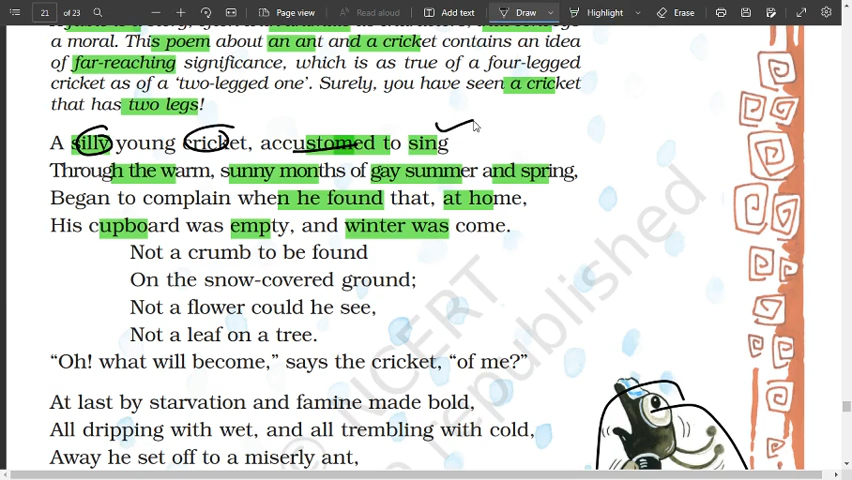 21 of 23
Page view
Read aloud
Add text
Draw
Highlight
Erase
a moral. This poem about an ant and a cricket contains an idea
of far-reaching significance, which is as true of a four-legged
cricket as of a ‘two-legged one’. Surely, you have seen a cricket
that has two legs!
A silly young cricket, accustomed to sing
Through the warm, sunny months of gay summer and spring,
Began to complain when he found that, at home,
His cupboard was empty, and winter was come.
Not a crumb to be found
On the snow-covered ground;
Not a flower could he see,
Not a leaf on a tree.
“Oh! what will become,” says the cricket, “of me?”
At last by starvation and famine made bold,
All dripping with wet, and all trembling with cold,
Away he set off to a miserly ant,
© NCERT
republished